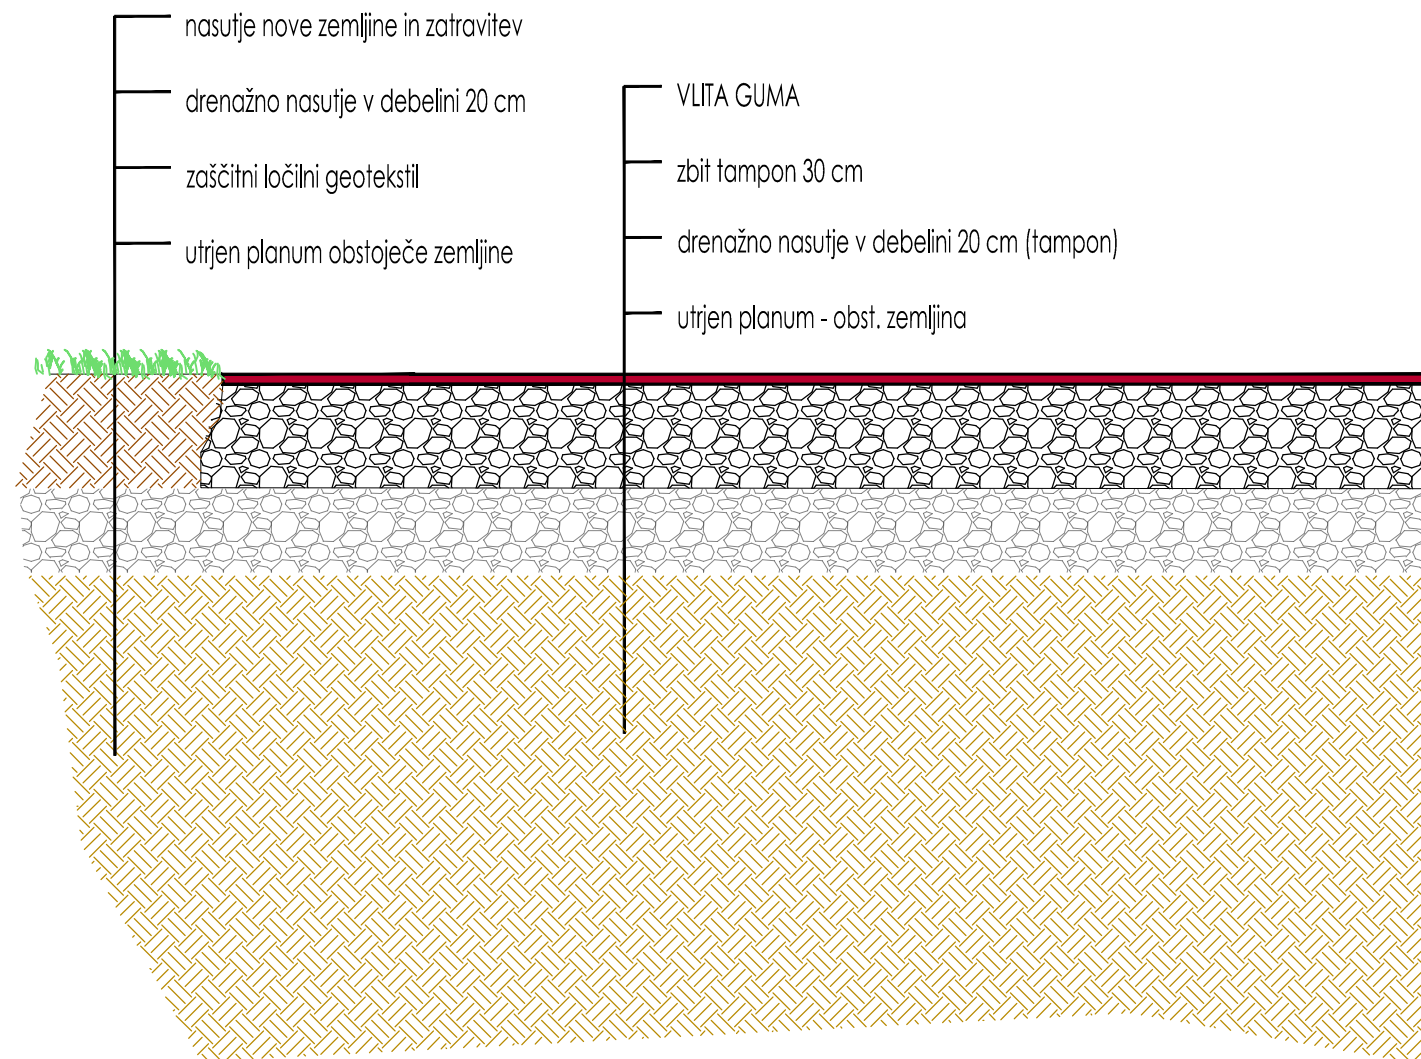 nasutje nove zemljine in zatravitev
drenažno nasutje v debelini 20 cm
zaščitni ločilni geotekstil
utrjen planum obstoječe zemljine
VLITA GUMA
zbit tampon 30 cm
drenažno nasutje v debelini 20 cm (tampon)
utrjen planum - obst. zemljina